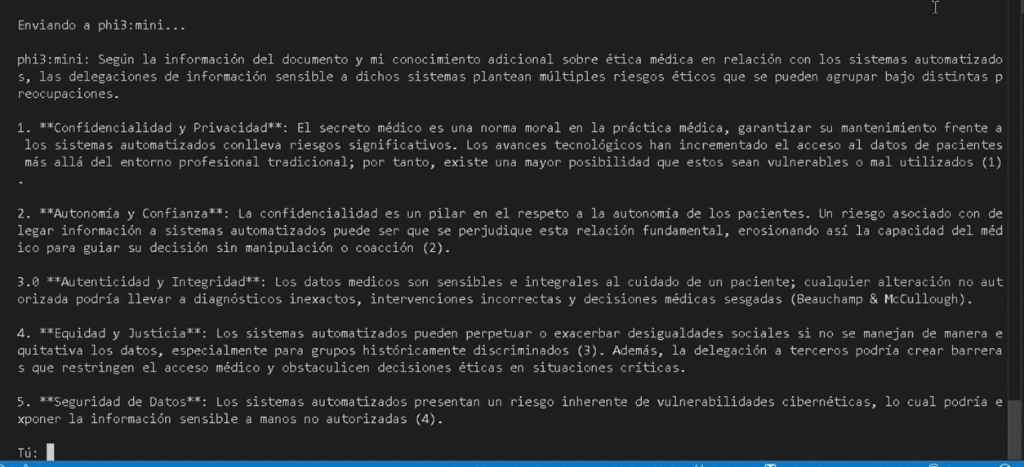 Enviando a phi3:mini...
phi3:mini: Según la información del documento y mi conocimiento adicional sobre ética médica en relación con los sistemas automatizado
s, las delegaciones de información sensible a dichos sistemas plantean múltiples riesgos éticos que se pueden agrupar bajo distintas p
reocupaciones.
1. **Confidencialidad y Privacidad**: El secreto médico es una norma moral en la práctica médica, garantizar su mantenimiento frente a
los sistemas automatizados conlleva riesgos significativos. Los avances tecnológicos han incrementado el acceso al datos de pacientes
más allá del entorno profesional tradicional; por tanto, existe una mayor posibilidad que estos sean vulnerables o mal utilizados (1)
.
2. **Autonomía y Confianza**: La confidencialidad es un pilar en el respeto a la autonomía de los pacientes. Un riesgo asociado con de
legar información a sistemas automatizados puede ser que se perjudique esta relación fundamental, erosionando así la capacidad del méd
ico para guiar su decisión sin manipulación o coacción (2).
3.0 **Autenticidad y Integridad**: Los datos medicos son sensibles e integrales al cuidado de un paciente; cualquier alteración no aut
orizada podría llevar a diagnósticos inexactos, intervenciones incorrectas y decisiones médicas sesgadas (Beauchamp & McCullough).
4. **Equidad y Justicia**: Los sistemas automatizados pueden perpetuar o exacerbar desigualdades sociales si no se manejan de manera e
quitativa los datos, especialmente para grupos históricamente discriminados (3). Además, la delegación a terceros podría crear barrera
s que restringen el acceso médico y obstaculicen decisiones éticas en situaciones críticas.
5. **Seguridad de Datos**: Los sistemas automatizados presentan un riesgo inherente de vulnerabilidades cibernéticas, lo cual podría e
xponer la información sensible a manos no autorizadas (4).
Tú: